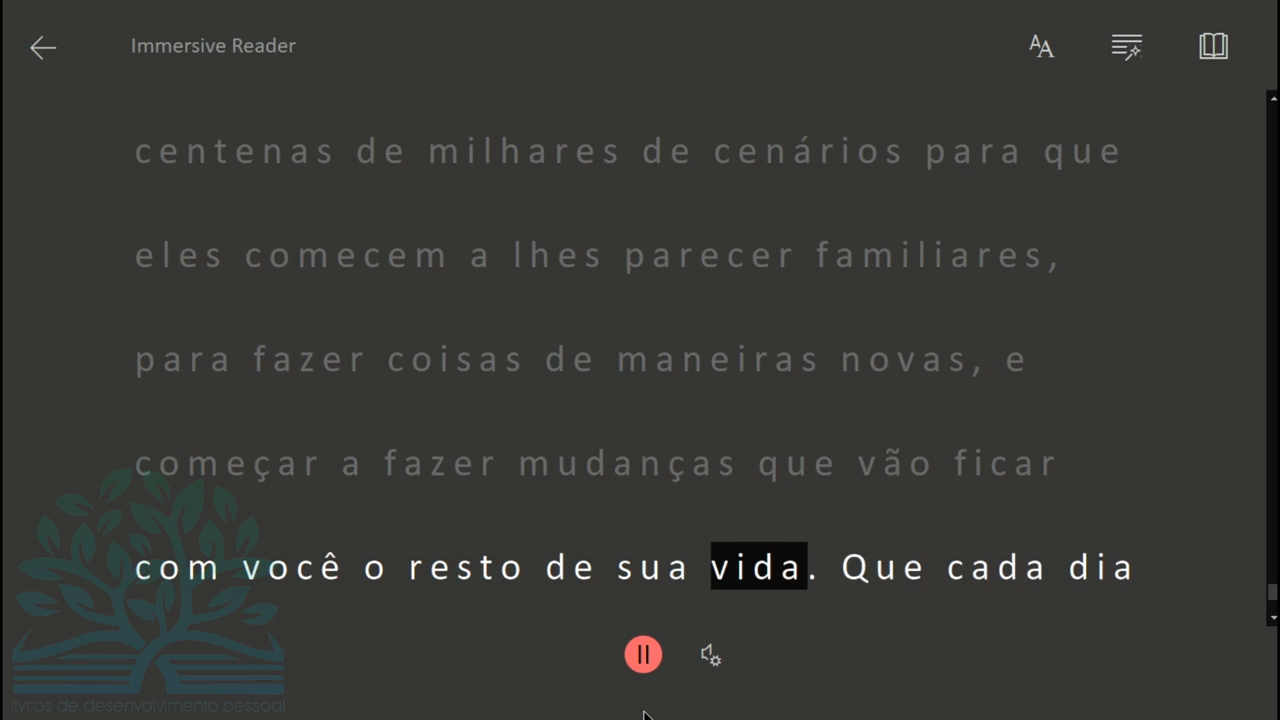 Immersive Reader
centenas de milhares de cenários para que
eles comecem a lhes parecer familiares,
para fazer coisas de maneiras novas, e
começar a fazer mudanças que vão ficar
com você o resto de sua vida. Que cada dia
livros de desenvolvimento pessoal